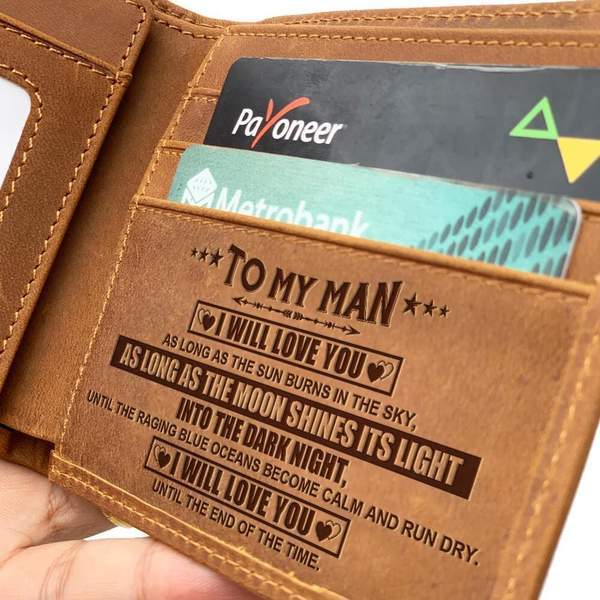 Payoneer
Metrobank
TO MY MAN
I WILL LOVE YOU
AS LONG AS THE SUN BURNS IN THE SKY,
AS LONG AS THE MOON SHINES ITS LIGHT
INTO THE DARK NIGHT,
UNTIL THE RAGING BLUE OCEANS BECOME CALM AND RUN DRY.
I WILL LOVE YOU
UNTIL THE END OF THE TIME.